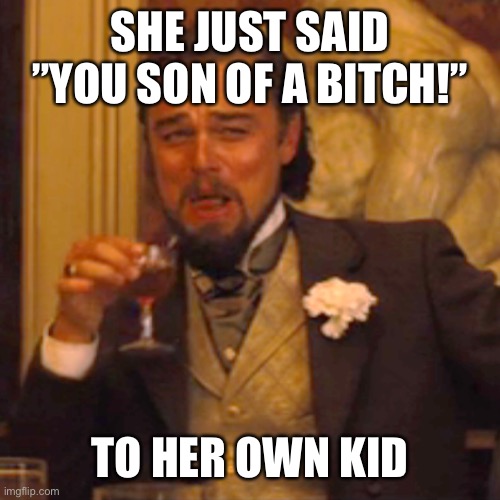 SHE JUST SAID
”YOU SON OF A BITCH!”
TO HER OWN KID
imgflip.com